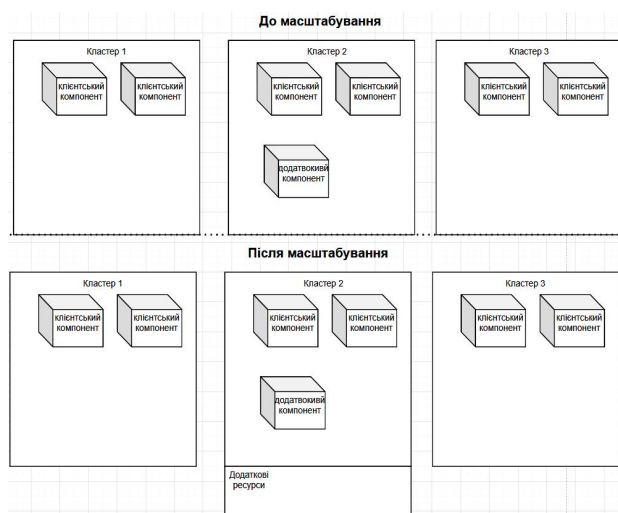 До масштабування
Кластер 1
Кластер 2
Кластер 3
клієнтський
компонент
клієнтський
компонент
клієнтський
компонент
клієнтський
компонент
клієнтський
компонент
клієнтський
компонент
додатвокивй
компонент
Після масштабування
Кластер 1
Кластер 2
Кластер 3
клієнтський
компонент
клієнтський
компонент
клієнтський
компонент
клієнтський
компонент
клієнтський
компонент
клієнтський
компонент
додатвокивй
компонент
Додаткові
ресурси